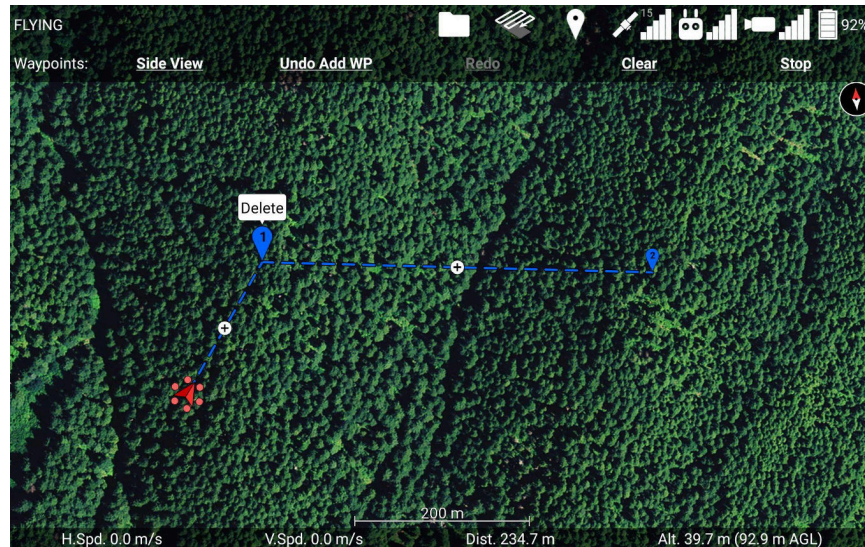 FLYING
15
92%
Waypoints: Side View Undo Add WP Redo Clear Stop
Delete
1
2
200 m
H.Spd. 0.0 m/s V.Spd. 0.0 m/s Dist. 234.7 m Alt. 39.7 m (92.9 m AGL)